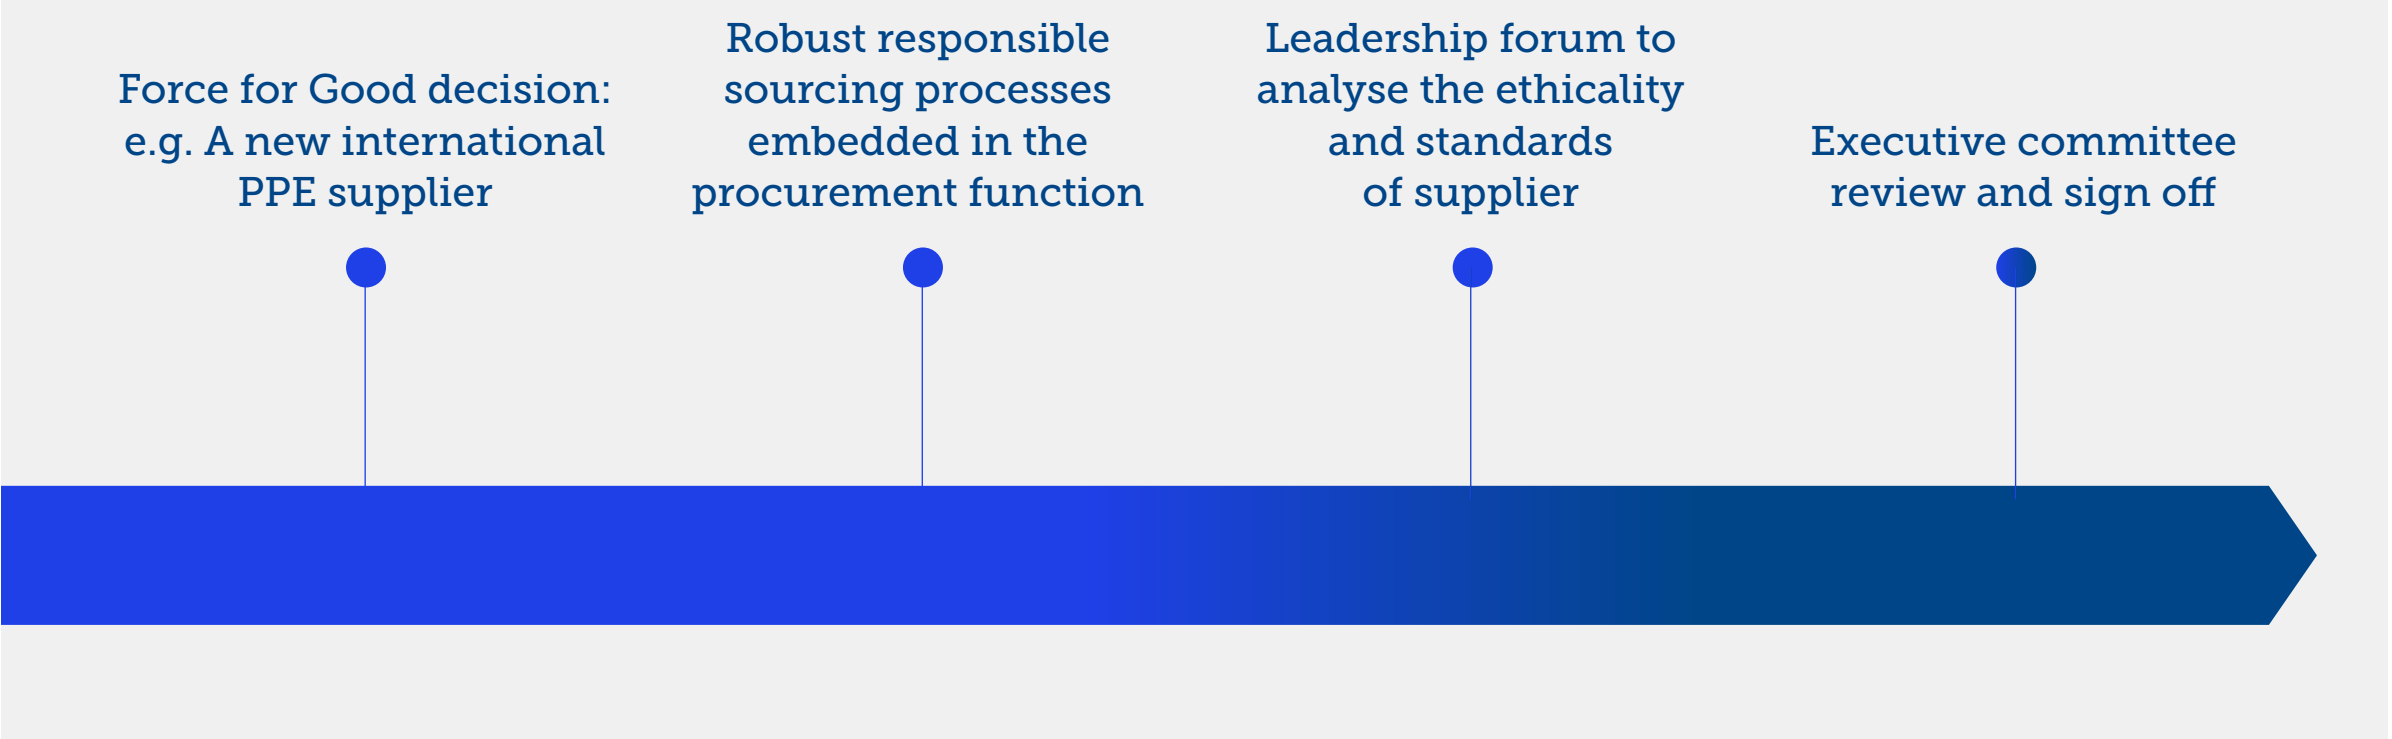 Force for Good decision:
e.g. A new international
PPE supplier
Robust responsible
sourcing processes
embedded in the
procurement function
Leadership forum to
analyse the ethicality
and standards
of supplier
Executive committee
review and sign off